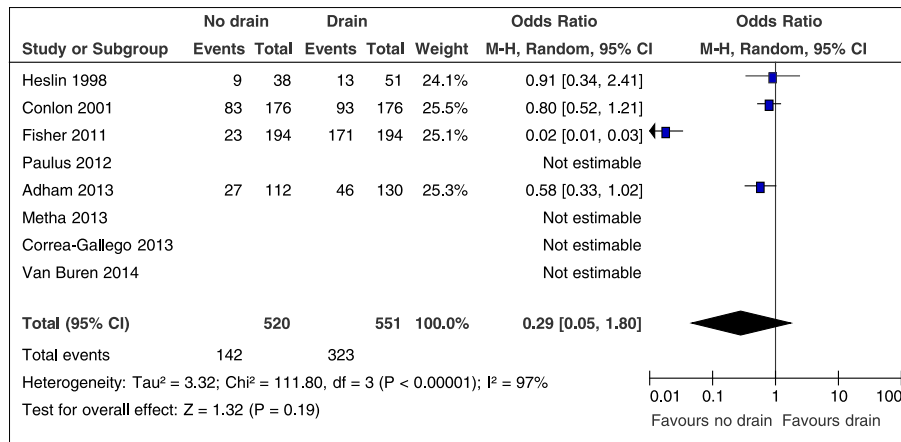 No drain Drain Odds Ratio Odds Ratio
Study or Subgroup Events Total Events Total Weight M-H, Random, 95% CI M-H, Random, 95% CI
Heslin 1998 9 38 13 51 24.1% 0.91 [0.34, 2.41]
Conlon 2001 83 176 93 176 25.5% 0.80 [0.52, 1.21]
Fisher 2011 23 194 171 194 25.1% 0.02 [0.01, 0.03]
Paulus 2012 Not estimable
Adham 2013 27 112 46 130 25.3% 0.58 [0.33, 1.02]
Metha 2013 Not estimable
Correa-Gallego 2013 Not estimable
Van Buren 2014 Not estimable
Total (95% CI) 520 551 100.0% 0.29 [0.05, 1.80]
Total events 142 323
Heterogeneity: Tau² = 3.32; Chi² = 111.80, df = 3 (P < 0.00001); I² = 97%
Test for overall effect: Z = 1.32 (P = 0.19)
0.01 0.1 1 10 100
Favours no drain Favours drain